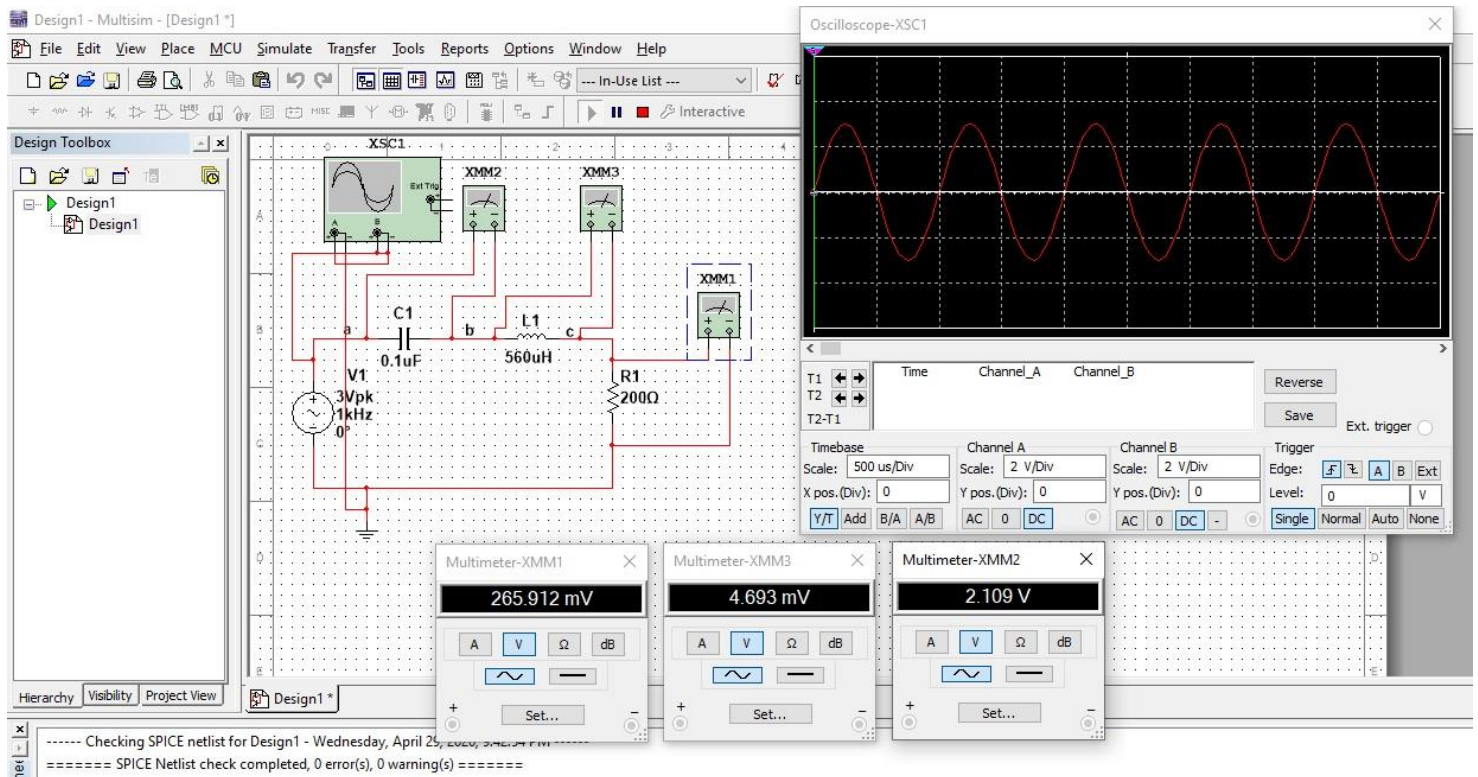 Design1 - Multisim - [Design1 *]
File Edit View Place MCU Simulate Transfer Tools Reports Options Window Help
--- In-Use List ---
Interactive
Design Toolbox
Design1
Design1
Hierarchy Visibility Project View
Design1 *
0 1 2 3 4
A
B
C
D
E
D
E
XSC1
Ext Trig
A B
XMM2
XMM3
XMM1
a
C1
0.1uF
b
L1
560uH
c
R1
200Ω
V1
3Vpk
1kHz
0°
Oscilloscope-XSC1
T1
T2
T2-T1
Time Channel_A Channel_B
Reverse
Save
Ext. trigger
Timebase
Scale: 500 us/Div
X pos.(Div): 0
Y/T Add B/A A/B
Channel A
Scale: 2 V/Div
Y pos.(Div): 0
AC 0 DC
Channel B
Scale: 2 V/Div
Y pos.(Div): 0
AC 0 DC -
Trigger
Edge: A B Ext
Level: 0 V
Single Normal Auto None
Multimeter-XMM1
265.912 mV
A V Ω dB
Set...
+ −
Multimeter-XMM3
4.693 mV
A V Ω dB
Set...
+ −
Multimeter-XMM2
2.109 V
A V Ω dB
Set...
+ −
------ Checking SPICE netlist for Design1 - Wednesday, April 29,
======= SPICE Netlist check completed, 0 error(s), 0 warning(s) =======